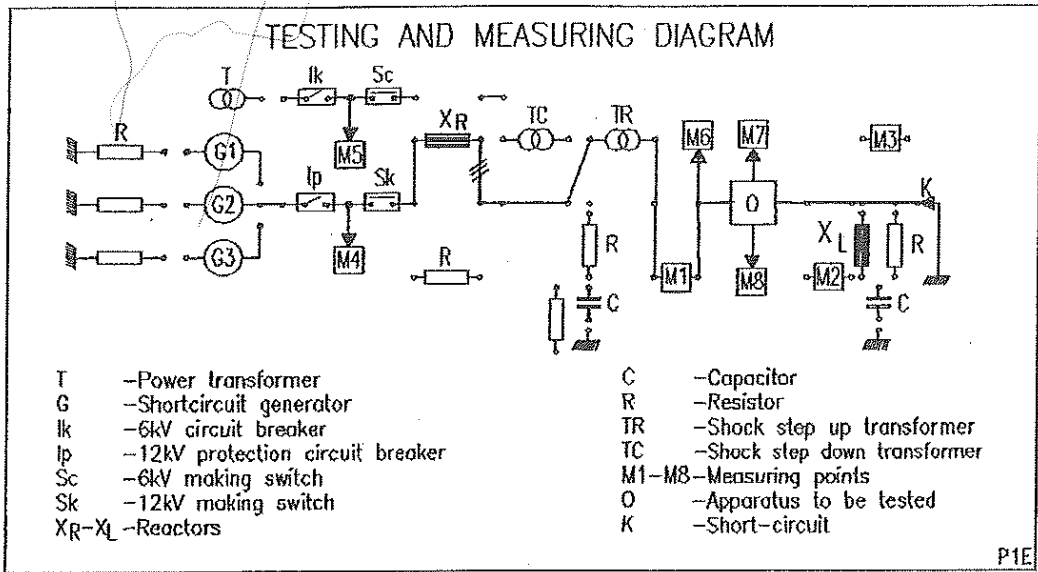 TESTING AND MEASURING DIAGRAM
T Ik Sc
R G1 M5 XR TC TR M6 M7 M3
G2 Ip Sk O K
G3 M4 R R M1 M8 M2 XL R
C C
T -Power transformer
G -Shortcircuit generator
Ik -6kV circuit breaker
Ip -12kV protection circuit breaker
Sc -6kV making switch
Sk -12kV making switch
XR-XL -Reactors
C -Capacitor
R -Resistor
TR -Shock step up transformer
TC -Shock step down transformer
M1-M8 -Measuring points
O -Apparatus to be tested
K -Short-circuit
P1E